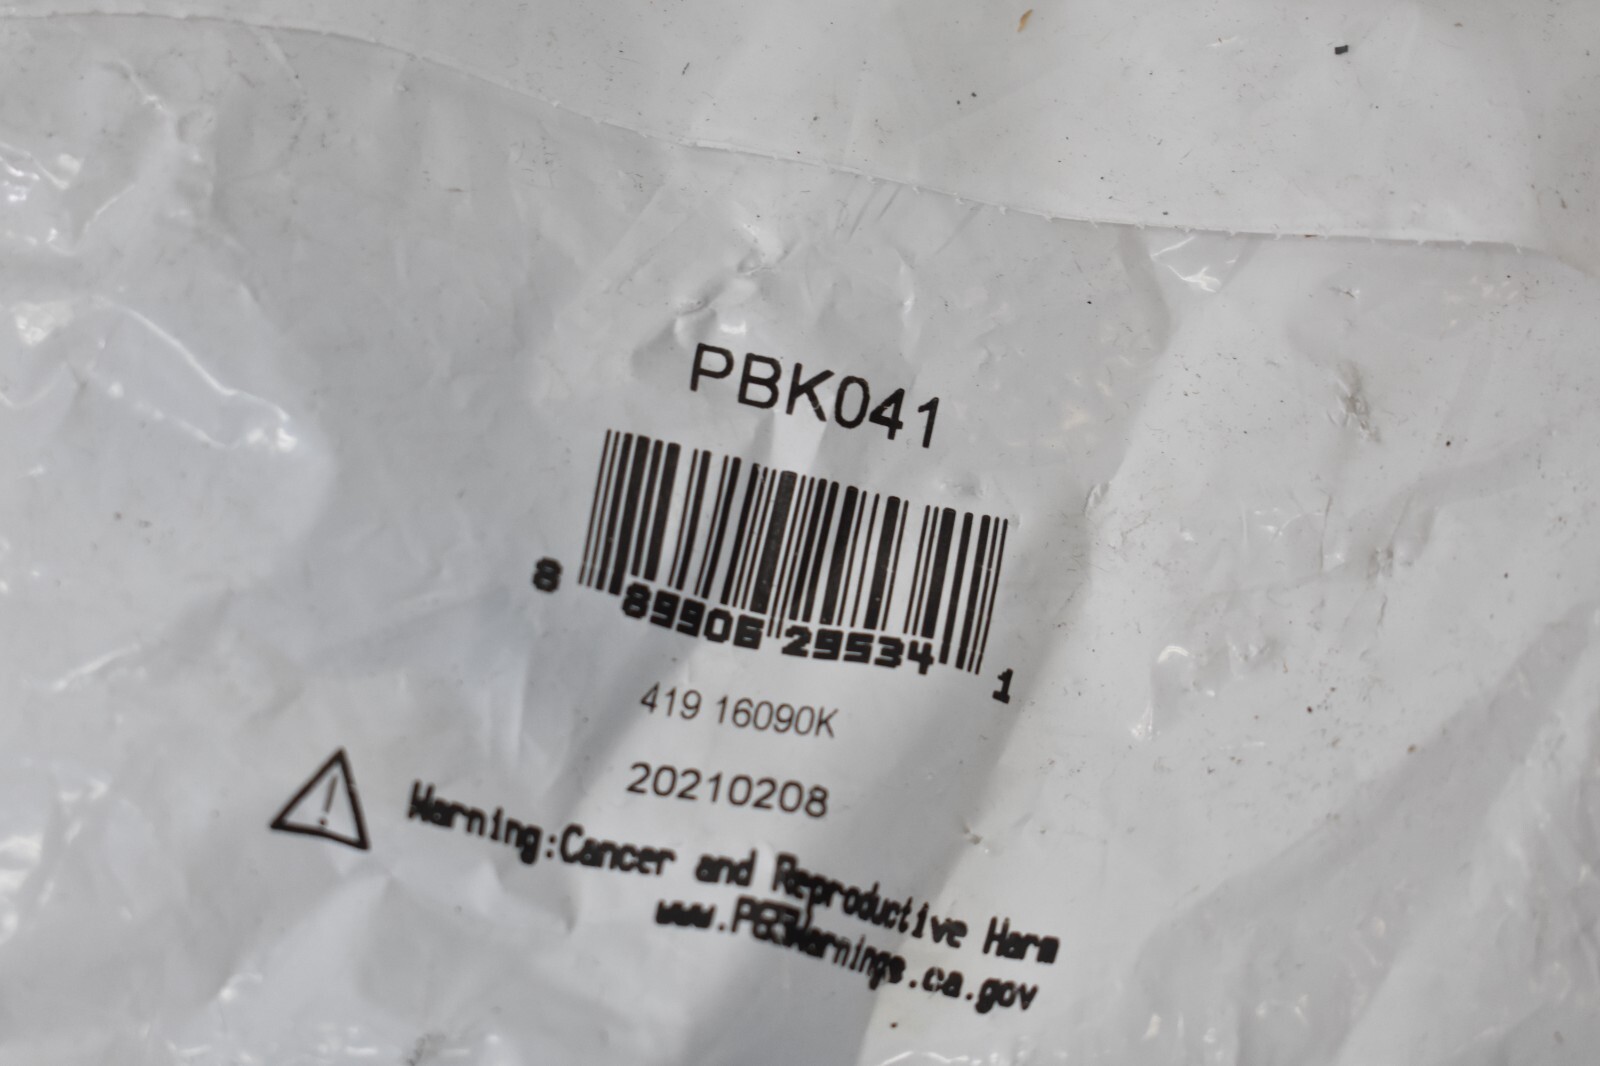 PBK041
8 89906 29534 1
419 16090K
20210208
Warning:Cancer and Reproductive Harm
www.P65Warnings.ca.gov